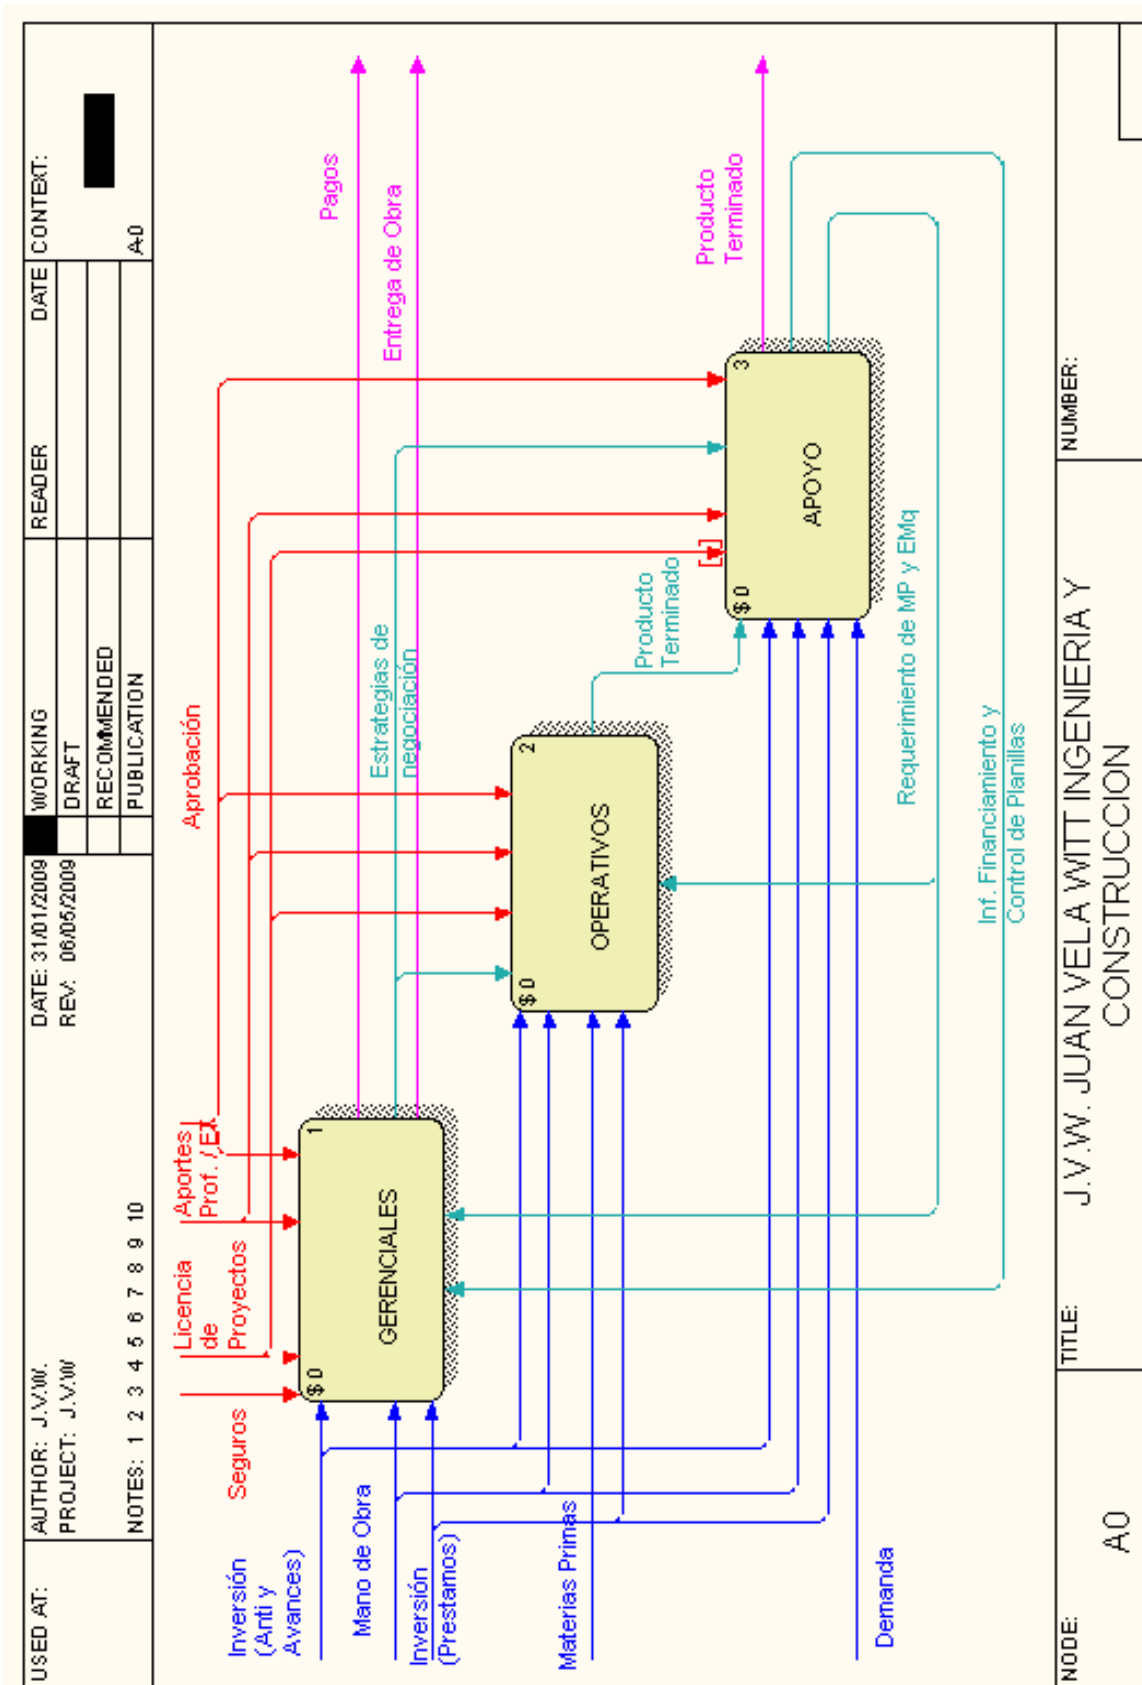 USED AT:
AUTHOR: J.V.W.
PROJECT: J.V.W
NOTES: 1 2 3 4 5 6 7 8 9 10
DATE: 31/01/2009
REV: 06/05/2009
WORKING
DRAFT
RECOMMENDED
PUBLICATION
READER
DATE
CONTEXT:
A-0
Seguros
Licencia
de
Proyectos
Aportes
Prof. / ET
Aprobación
Inversión
(Anti y
Avances)
Mano de Obra
Inversión
(Prestamos)
Materias Primas
Demanda
$ 0
GERENCIALES
1
Pagos
Estrategias de
negociación
Entrega de Obra
$ 0
OPERATIVOS
2
Producto
Terminado
$ 0
APOYO
3
Producto
Terminado
Requerimiento de MP y EMq
Inf. Financiamiento y
Control de Planillas
NODE:
A0
TITLE:
J.V.W. JUAN VELA WITT INGENIERIA Y
CONSTRUCCION
NUMBER: